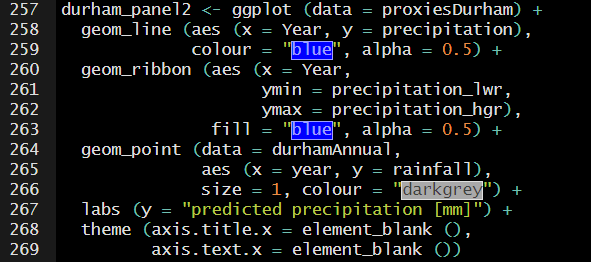 257 durham_panel2 <- ggplot (data = proxiesDurham) +
258 geom_line (aes (x = Year, y = precipitation),
259 colour = "blue", alpha = 0.5) +
260 geom_ribbon (aes (x = Year,
261 ymin = precipitation_lwr,
262 ymax = precipitation_hgr),
263 fill = "blue", alpha = 0.5) +
264 geom_point (data = durhamAnnual,
265 aes (x = year, y = rainfall),
266 size = 1, colour = "darkgrey") +
267 labs (y = "predicted precipitation [mm]") +
268 theme (axis.title.x = element_blank (),
269 axis.text.x = element_blank ())